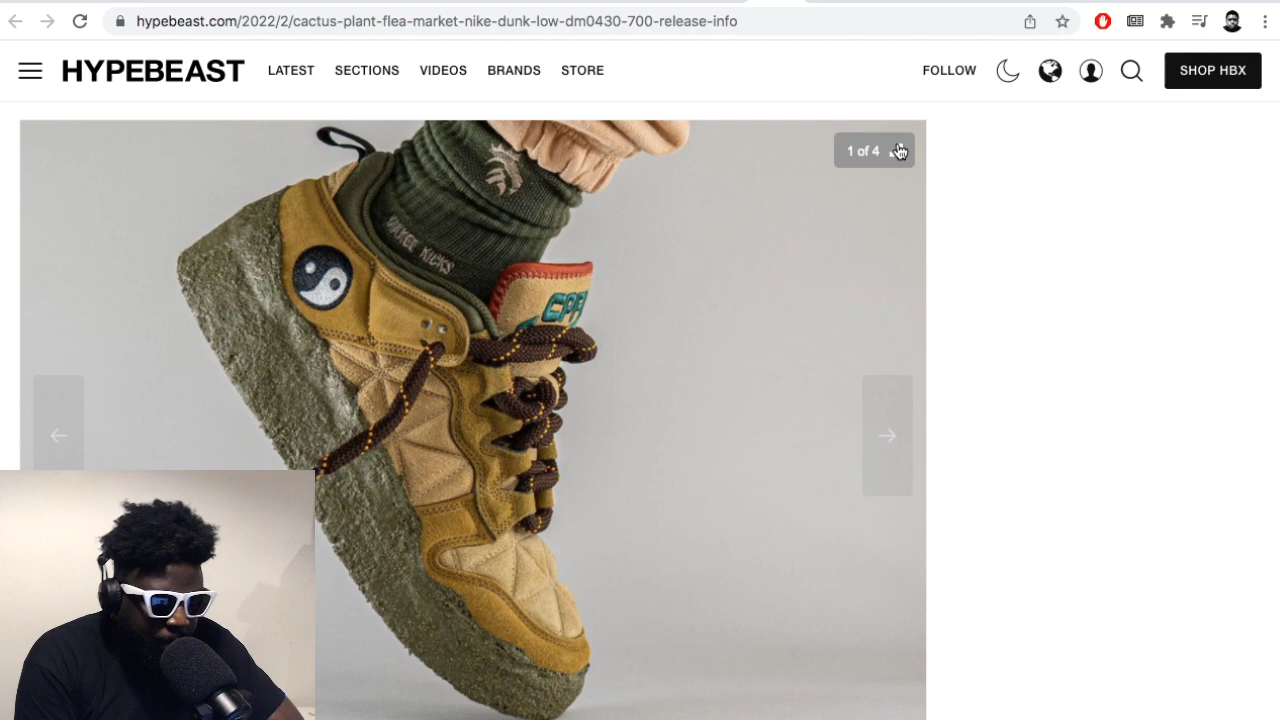 hypebeast.com/2022/2/cactus-plant-flea-market-nike-dunk-low-dm0430-700-release-info
HYPEBEAST LATEST SECTIONS VIDEOS BRANDS STORE FOLLOW SHOP HBX
1 of 4
KICKS